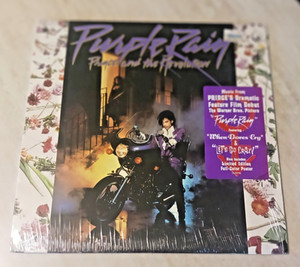 Purple Rain
Prince and the Revolution
Music From
PRINCE'S Dramatic
Feature Film Debut
The Warner Bros. Picture
"Purple Rain"
Featuring
"When Doves Cry"
&
"LET'S GO CRAZY"
Also Includes
Limited Edition
Full-Color Poster